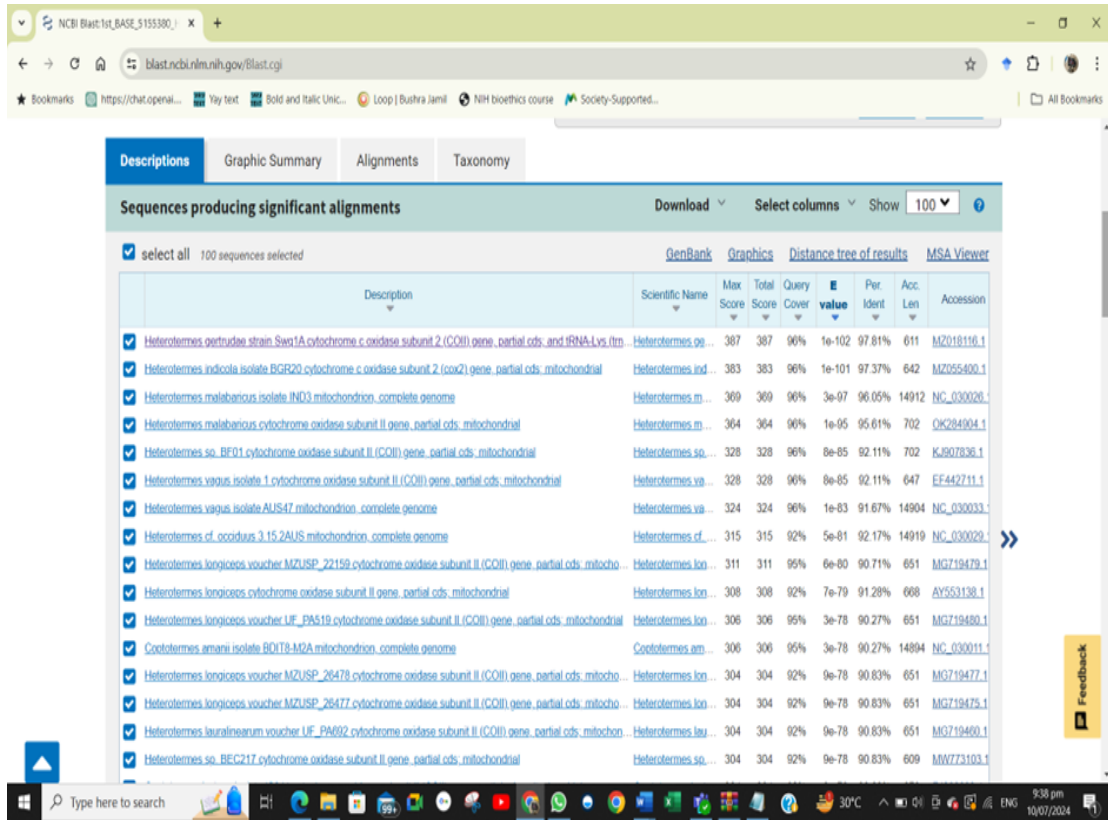 NCBI Blast:1st_BASE_5155380_
blast.ncbi.nlm.nih.gov/Blast.cgi
Bookmarks https://chat.openai.... Yay text Bold and Italic Unic... Loop | Bushra Jamil NIH bioethics course Society-Supported... All Bookmarks
Descriptions Graphic Summary Alignments Taxonomy
Sequences producing significant alignments Download Select columns Show 100
select all 100 sequences selected GenBank Graphics Distance tree of results MSA Viewer
Description Scientific Name Max Score Total Score Query Cover E value Per. Ident Acc. Len Accession
Heterotermes gertrudae strain Swg1A cytochrome c oxidase subunit 2 (COII) gene, partial cds; and tRNA-Lys (trn... Heterotermes ge... 387 387 96% 1e-102 97.81% 611 MZ018116.1
Heterotermes indicola isolate BGR20 cytochrome c oxidase subunit 2 (cox2) gene, partial cds; mitochondrial Heterotermes ind... 383 383 96% 1e-101 97.37% 642 MZ055400.1
Heterotermes malabaricus isolate IND3 mitochondrion, complete genome Heterotermes m... 369 369 96% 3e-97 96.05% 14912 NC_030026.
Heterotermes malabaricus cytochrome oxidase subunit II gene, partial cds; mitochondrial Heterotermes m... 364 364 96% 1e-95 95.61% 702 OK284904.1
Heterotermes sp. BF01 cytochrome oxidase subunit II (COII) gene, partial cds; mitochondrial Heterotermes sp.... 328 328 96% 8e-85 92.11% 702 KJ907836.1
Heterotermes vagus isolate 1 cytochrome oxidase subunit II (COII) gene, partial cds; mitochondrial Heterotermes va... 328 328 96% 8e-85 92.11% 647 EF442711.1
Heterotermes vagus isolate AUS47 mitochondrion, complete genome Heterotermes va... 324 324 96% 1e-83 91.67% 14904 NC_030033.
Heterotermes cf. occiduus 3.15.2AUS mitochondrion, complete genome Heterotermes cf.... 315 315 92% 5e-81 92.17% 14919 NC_030029.
Heterotermes longiceps voucher MZUSP_22159 cytochrome oxidase subunit II (COII) gene, partial cds; mitocho... Heterotermes lon... 311 311 95% 6e-80 90.71% 651 MG719479.1
Heterotermes longiceps cytochrome oxidase subunit II gene, partial cds; mitochondrial Heterotermes lon... 308 308 92% 7e-79 91.28% 668 AY553138.1
Heterotermes longiceps voucher UF_PA519 cytochrome oxidase subunit II (COII) gene, partial cds; mitochondrial Heterotermes lon... 306 306 95% 3e-78 90.27% 651 MG719480.1
Coptotermes amanii isolate BDIT8-M2A mitochondrion, complete genome Coptotermes am... 306 306 95% 3e-78 90.27% 14894 NC_030011.1
Heterotermes longiceps voucher MZUSP_26478 cytochrome oxidase subunit II (COII) gene, partial cds; mitocho... Heterotermes lon... 304 304 92% 9e-78 90.83% 651 MG719477.1
Heterotermes longiceps voucher MZUSP_26477 cytochrome oxidase subunit II (COII) gene, partial cds; mitocho... Heterotermes lon... 304 304 92% 9e-78 90.83% 651 MG719475.1
Heterotermes lauralinearum voucher UF_PA692 cytochrome oxidase subunit II (COII) gene, partial cds; mitochon... Heterotermes lau... 304 304 92% 9e-78 90.83% 651 MG719460.1
Heterotermes sp. BEC217 cytochrome oxidase subunit II gene, partial cds; mitochondrial Heterotermes sp.... 304 304 92% 9e-78 90.83% 609 MW773103.1
Feedback
Type here to search 99+ 30°C ENG 9:38 pm
10/07/2024